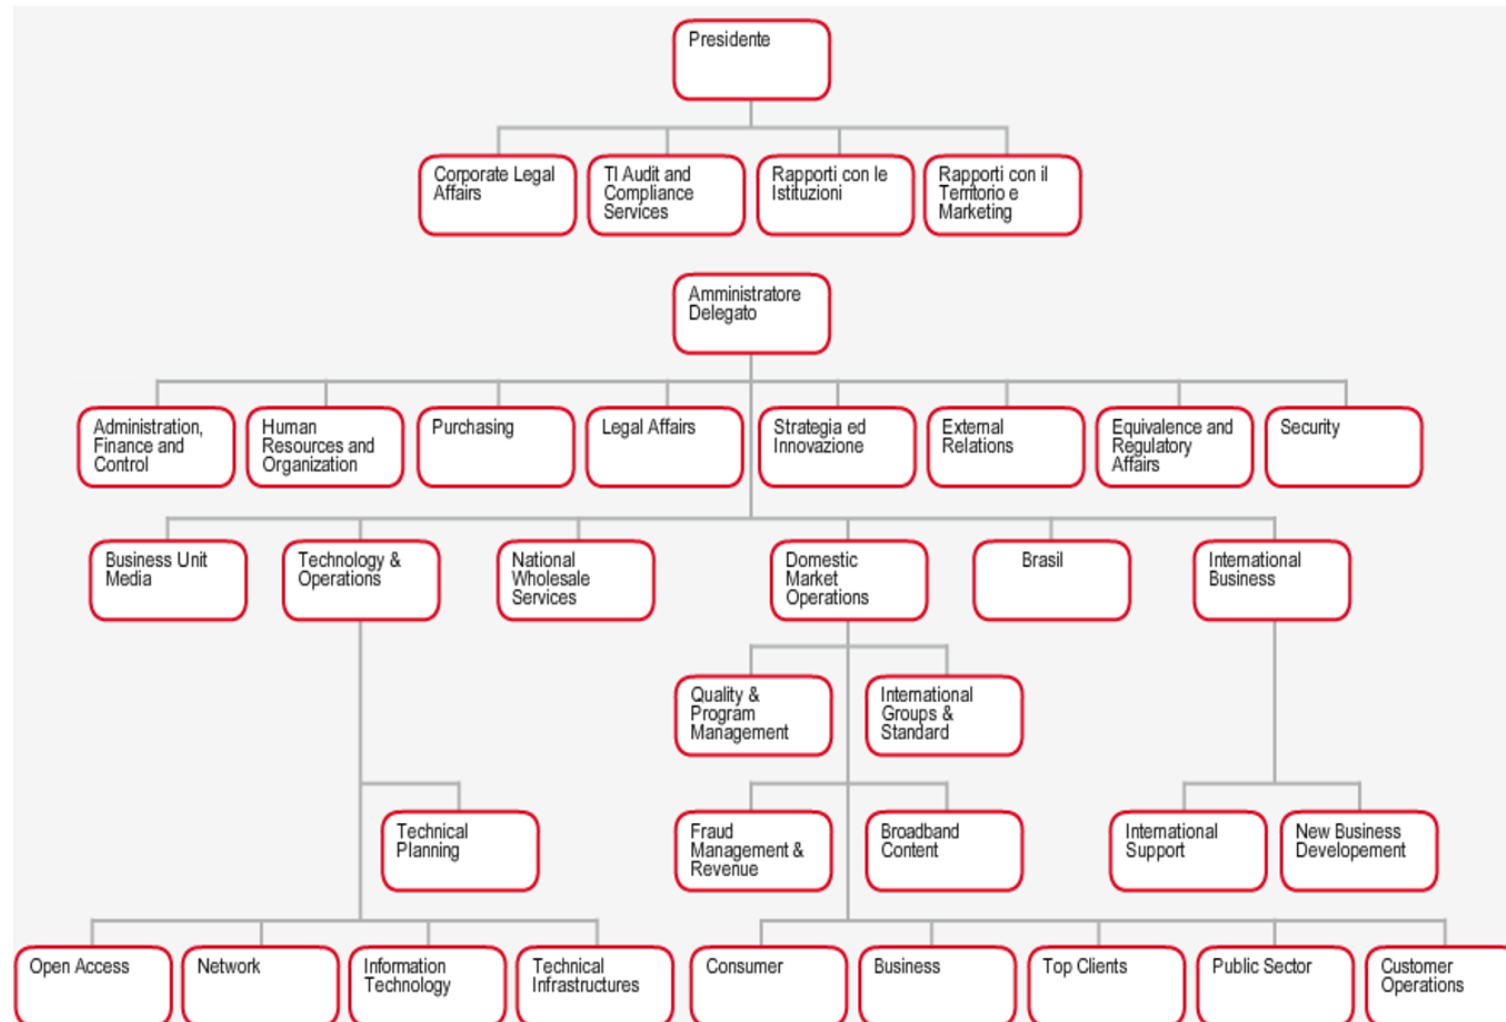 Presidente
Corporate Legal
Affairs
TI Audit and
Compliance
Services
Rapporti con le
Istituzioni
Rapporti con il
Territorio e
Marketing
Amministratore
Delegato
Administration,
Finance and
Control
Human
Resources and
Organization
Purchasing
Legal Affairs
Strategia ed
Innovazione
External
Relations
Equivalence and
Regulatory
Affairs
Security
Business Unit
Media
Technology &
Operations
National
Wholesale
Services
Domestic
Market
Operations
Brasil
International
Business
Quality &
Program
Management
International
Groups &
Standard
Technical
Planning
Fraud
Management &
Revenue
Broadband
Content
International
Support
New Business
Developement
Open Access
Network
Information
Technology
Technical
Infrastructures
Consumer
Business
Top Clients
Public Sector
Customer
Operations